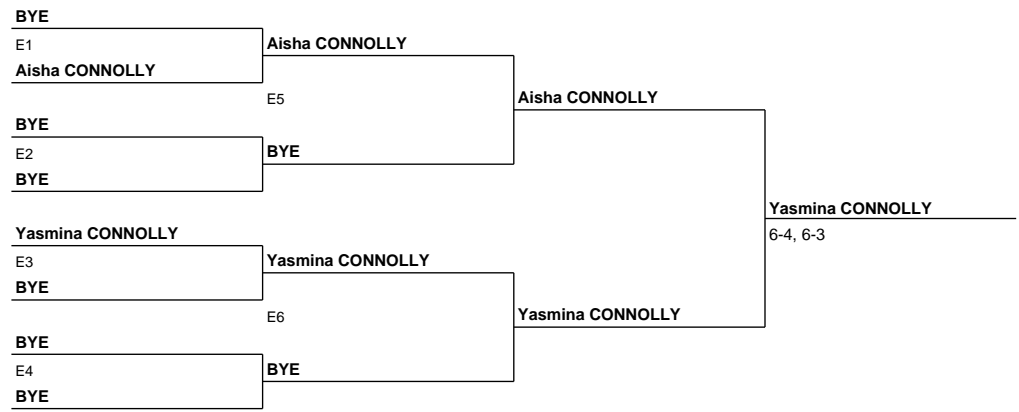 BYE
E1
Aisha CONNOLLY
Aisha CONNOLLY
E5
Aisha CONNOLLY
BYE
E2
BYE
BYE
Yasmina CONNOLLY
6-4, 6-3
Yasmina CONNOLLY
E3
BYE
Yasmina CONNOLLY
E6
Yasmina CONNOLLY
BYE
E4
BYE
BYE